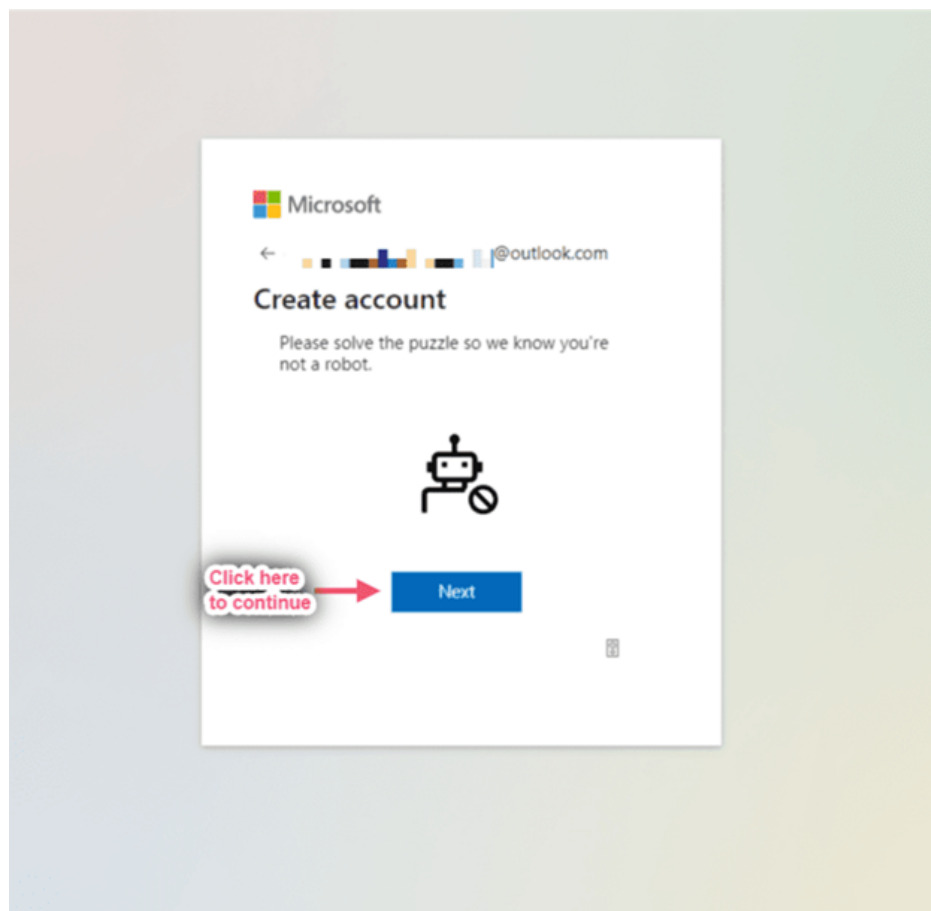 Microsoft
@outlook.com
Create account
Please solve the puzzle so we know you're
not a robot.
Click here
to continue
Next